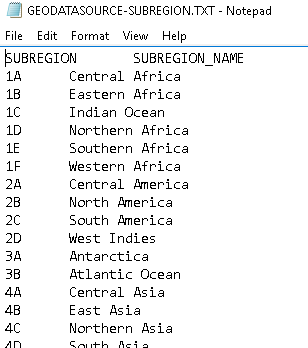 GEODATASOURCE-SUBREGION.TXT - Notepad
File Edit Format View Help
SUBREGION SUBREGION_NAME
1A Central Africa
1B Eastern Africa
1C Indian Ocean
1D Northern Africa
1E Southern Africa
1F Western Africa
2A Central America
2B North America
2C South America
2D West Indies
3A Antarctica
3B Atlantic Ocean
4A Central Asia
4B East Asia
4C Northern Asia
4D South Asia